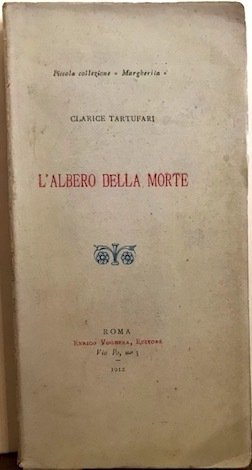 Piccola collezione « Margherita »
CLARICE TARTUFARI
L'ALBERO DELLA MORTE
ROMA
ENRICO VOGHERA, EDITORE
Via Po, 3
1912